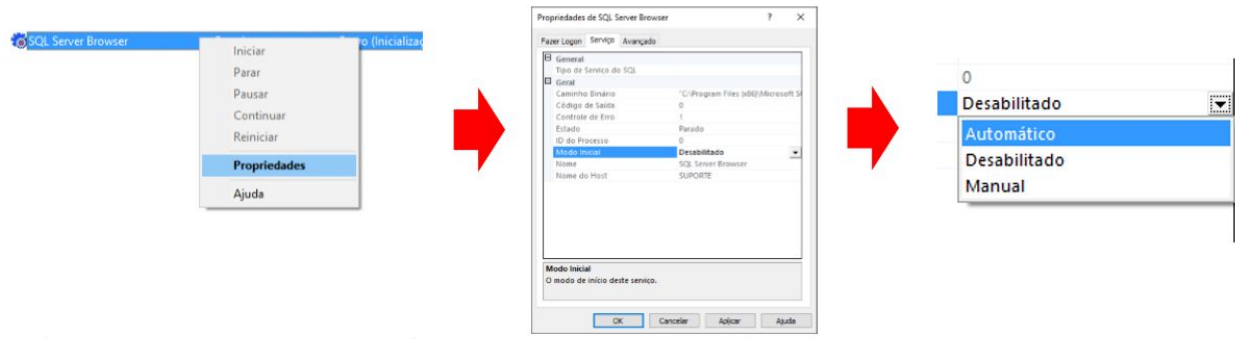 SQL Server Browser
Iniciar
Parar
Pausar
Continuar
Reiniciar
Propriedades
Ajuda
Propriedades de SQL Server Browser ? X
Fazer Logon Serviço Avançado
General
Tipo de Serviço do SQL
Geral
Caminho Binário "C:\Program Files (x86)\Microsoft S
Código de Saída 0
Controle de Erro 1
Estado Parado
ID do Processo 0
Modo Inicial Desabilitado
Nome SQL Server Browser
Nome do Host SUPORTE
Modo Inicial
O modo de início deste serviço.
OK Cancelar Aplicar Ajuda
0
Desabilitado
Automático
Desabilitado
Manual